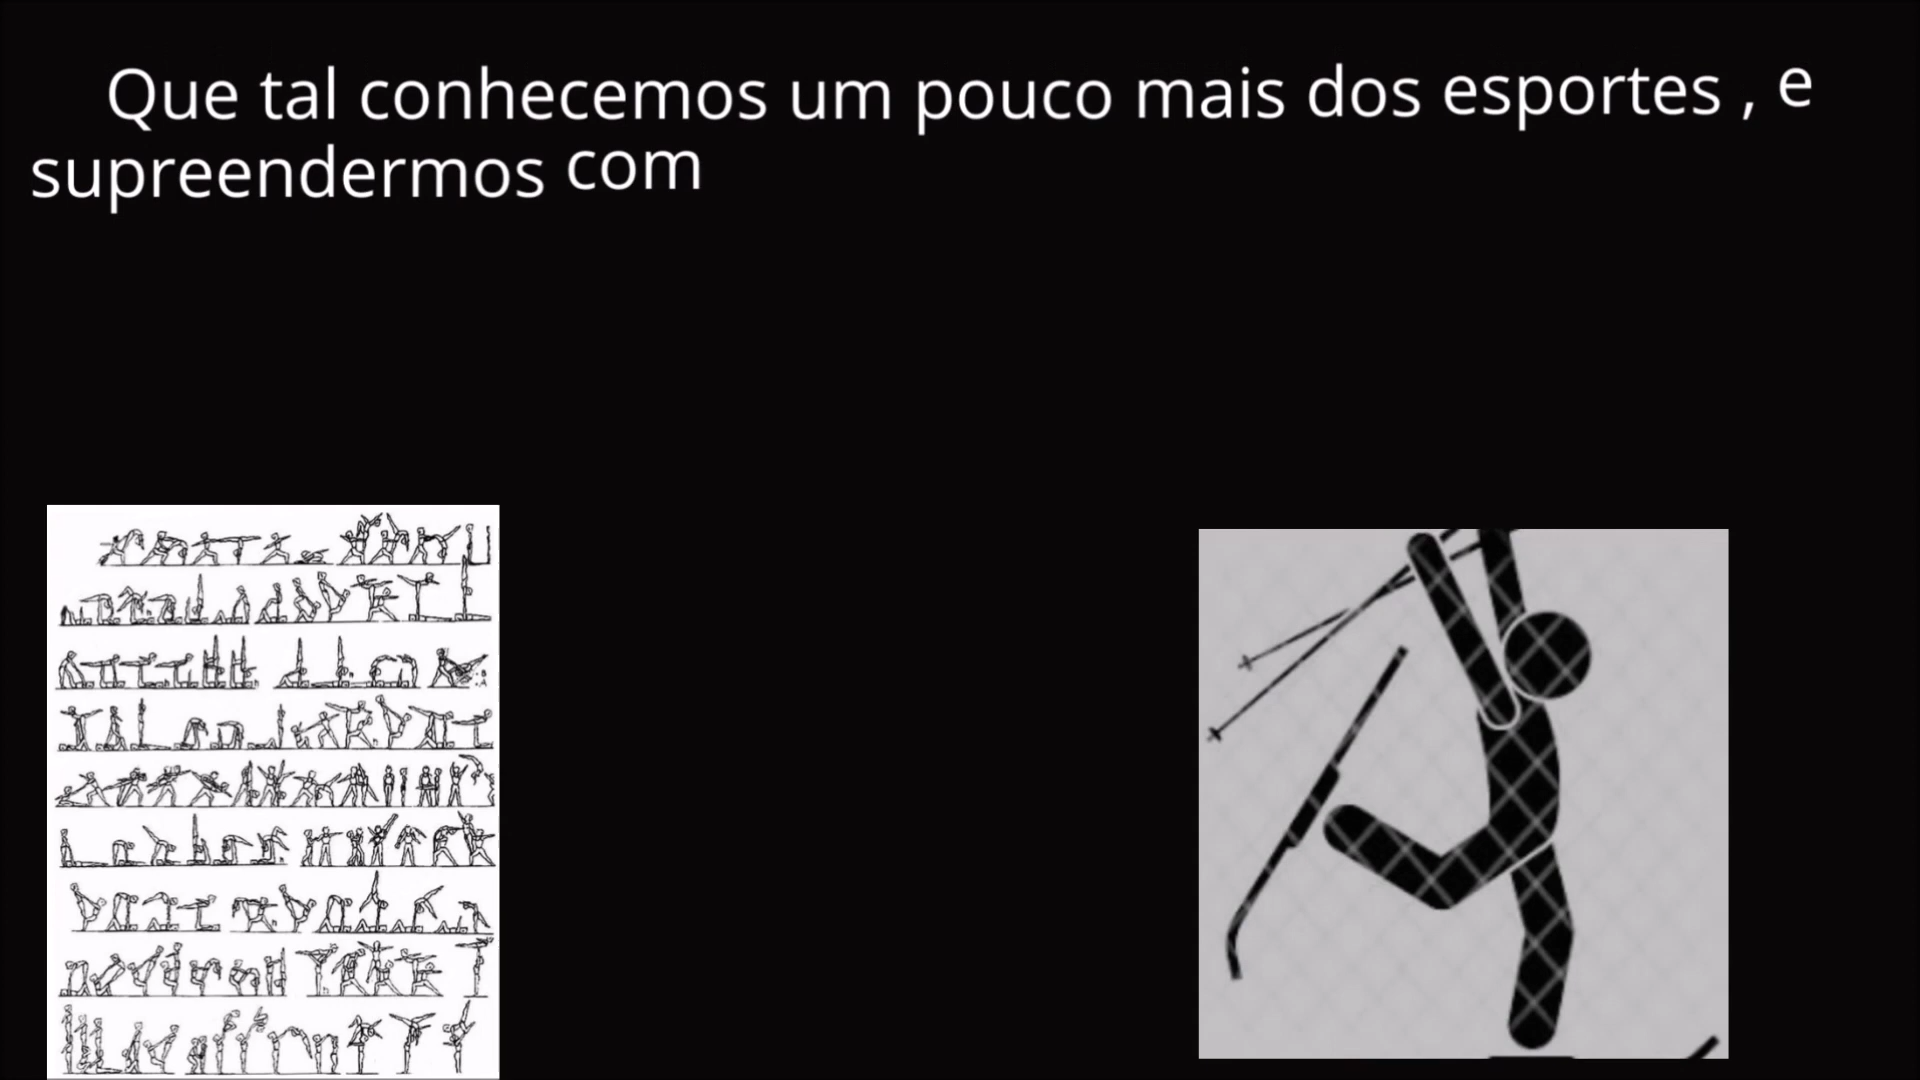 Que tal conhecemos um pouco mais dos esportes , e
supreendermos com